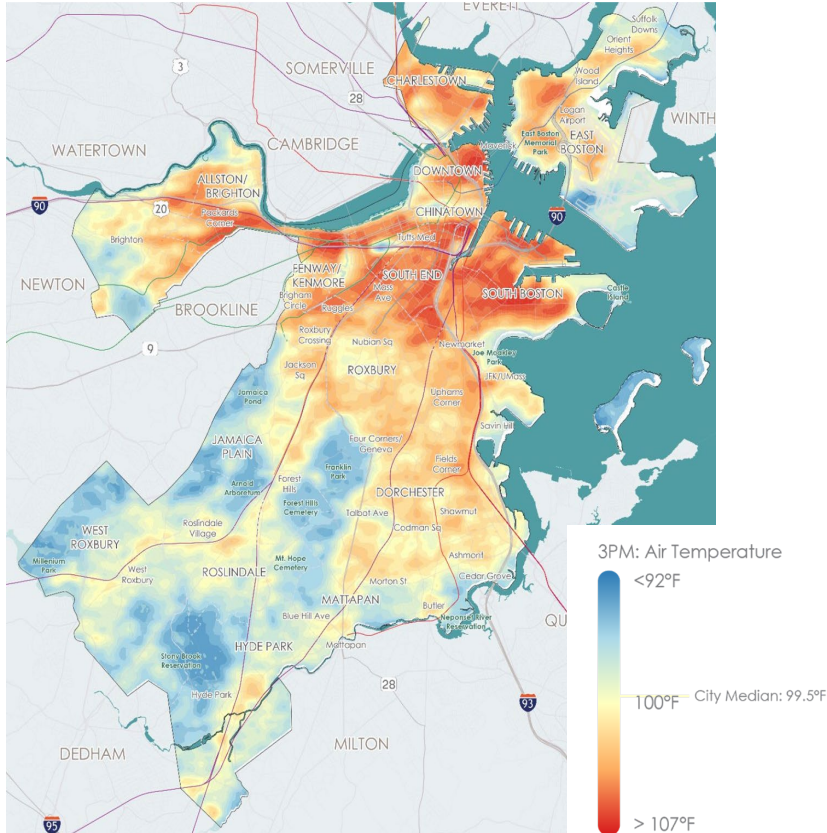 EVERETT
Suffolk
Downs
Orient
Heights
3
SOMERVILLE
Wood
Island
CHARLESTOWN
28
Logan
Airport
WINTH
WATERTOWN
CAMBRIDGE
Maverick
East Boston
Memorial
Park
EAST
BOSTON
DOWNTOWN
ALLSTON/
BRIGHTON
90
20
Packards
Corner
CHINATOWN
90
Brighton
Tufts Med
NEWTON
FENWAY/
KENMORE
SOUTH END
Mass
Ave
SOUTH BOSTON
Castle
Island
BROOKLINE
Brigham
Circle
Ruggles
9
Roxbury
Crossing
Nubian Sq
Newmarket
Joe Moakley
Park
Jackson
Sq
ROXBURY
JFK/UMass
Jamaica
Pond
Uphams
Corner
Savin Hill
JAMAICA
PLAIN
Four Corners/
Geneva
Franklin
Park
Fields
Corner
Arnold
Arboretum
Forest
Hills
DORCHESTER
Forest Hills
Cemetery
Talbot Ave
Shawmut
WEST
ROXBURY
Roslindale
Village
Codman Sq
Millenium
Park
West
Roxbury
ROSLINDALE
Mt. Hope
Cemetery
Ashmont
Morton St
Cedar Grove
MATTAPAN
Butler
Blue Hill Ave
Neponset River
Reservation
QU
HYDE PARK
Mattapan
Stony Brook
Reservation
28
Hyde Park
93
DEDHAM
MILTON
95
3PM: Air Temperature
<92°F
100°F
City Median: 99.5°F
> 107°F